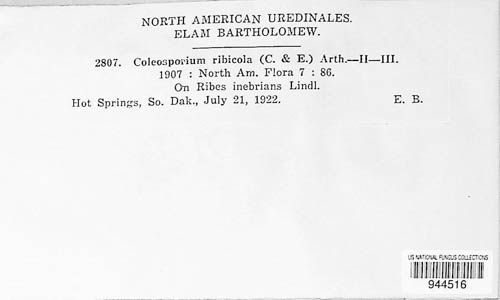 NORTH AMERICAN UREDINALES.
ELAM BARTHOLOMEW.
2807. Coleosporium ribicola (C. & E.) Arth.—II—III.
1907 : North Am. Flora 7 : 86.
On Ribes inebrians Lindl.
Hot Springs, So. Dak., July 21, 1922. E. B.
US NATIONAL FUNGUS COLLECTIONS
944516